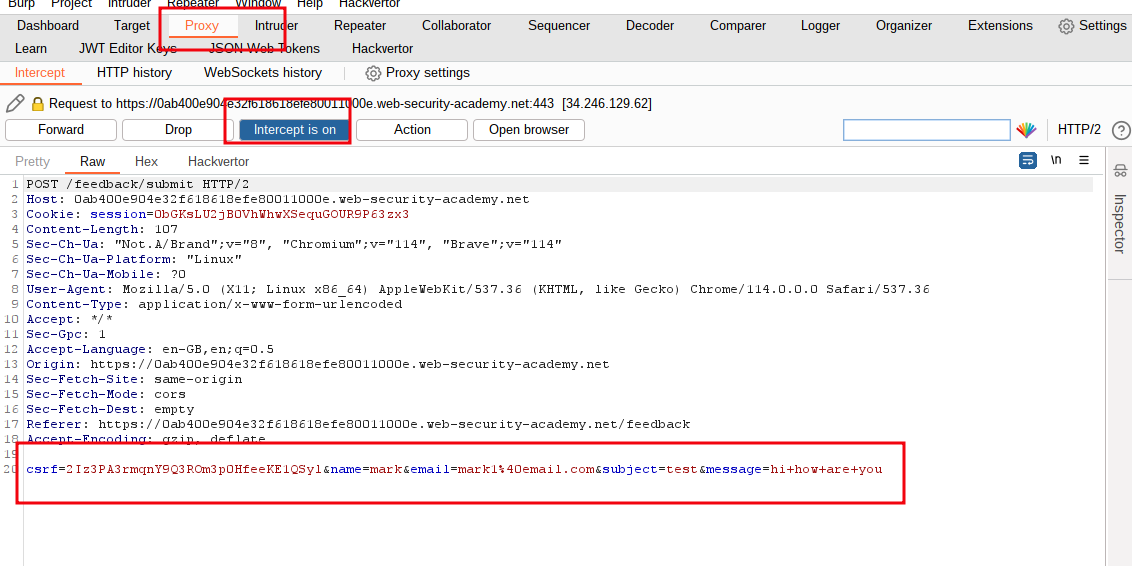 Burp Project Intruder Repeater Window Help Hackvertor
Dashboard Target Proxy Intruder Repeater Collaborator Sequencer Decoder Comparer Logger Organizer Extensions Settings
Learn JWT Editor Keys JSON Web Tokens Hackvertor
Intercept HTTP history WebSockets history Proxy settings
Request to https://0ab400e904e32f618618efe80011000e.web-security-academy.net:443 [34.246.129.62]
Forward Drop Intercept is on Action Open browser HTTP/2 ?
Pretty Raw Hex Hackvertor \n
1 POST /feedback/submit HTTP/2
2 Host: 0ab400e904e32f618618efe80011000e.web-security-academy.net
3 Cookie: session=0bGKsLU2jB0VhWhwXSequGOUR9P63zx3
4 Content-Length: 107
5 Sec-Ch-Ua: "Not.A/Brand";v="8", "Chromium";v="114", "Brave";v="114"
6 Sec-Ch-Ua-Platform: "Linux"
7 Sec-Ch-Ua-Mobile: ?0
8 User-Agent: Mozilla/5.0 (X11; Linux x86_64) AppleWebKit/537.36 (KHTML, like Gecko) Chrome/114.0.0.0 Safari/537.36
9 Content-Type: application/x-www-form-urlencoded
10 Accept: */*
11 Sec-Gpc: 1
12 Accept-Language: en-GB,en;q=0.5
13 Origin: https://0ab400e904e32f618618efe80011000e.web-security-academy.net
14 Sec-Fetch-Site: same-origin
15 Sec-Fetch-Mode: cors
16 Sec-Fetch-Dest: empty
17 Referer: https://0ab400e904e32f618618efe80011000e.web-security-academy.net/feedback
18 Accept-Encoding: gzip, deflate
19
20 csrf=2Iz3PA3rmqnY9Q3ROm3pOHfeeKE1QSyl&name=mark&email=mark1%40email.com&subject=test&message=hi+how+are+you
Inspector